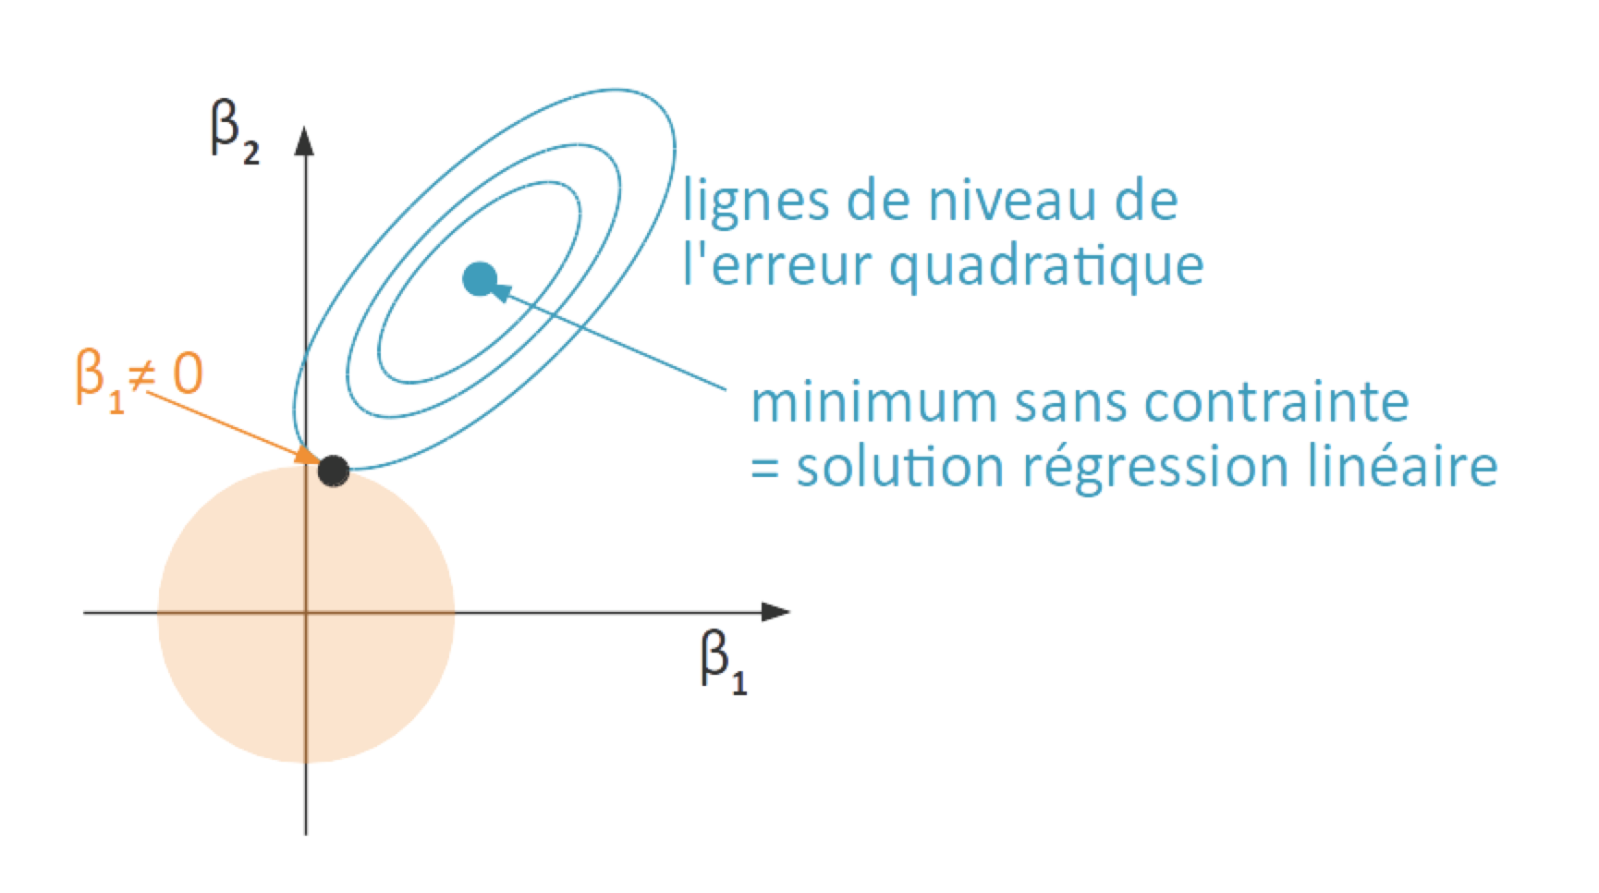 β₂
lignes de niveau de
l'erreur quadratique
β₁≠ 0
minimum sans contrainte
= solution régression linéaire
β₁